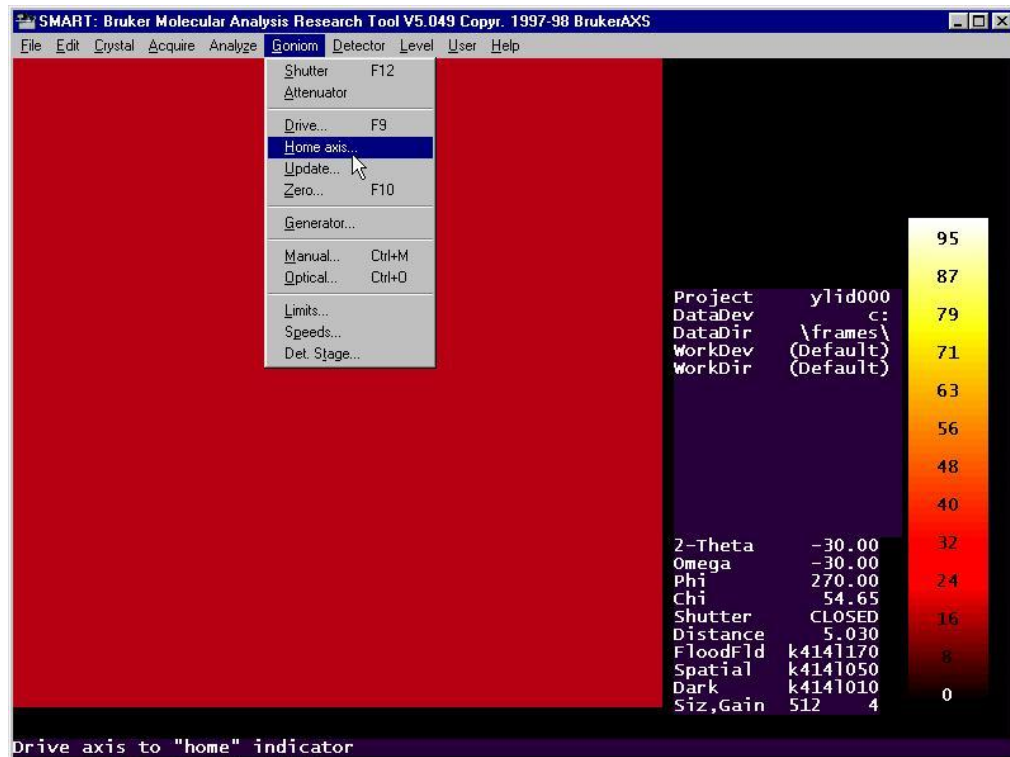 SMART: Bruker Molecular Analysis Research Tool V5.049 Copyr. 1997-98 BrukerAXS
File Edit Crystal Acquire Analyze Goniom Detector Level User Help
Shutter F12
Attenuator
Drive... F9
Home axis...
Update...
Zero... F10
Generator...
Manual... Ctrl+M
Optical... Ctrl+O
Limits...
Speeds...
Det. Stage...
Project ylid000
DataDev c:
DataDir \frames\
WorkDev (Default)
WorkDir (Default)
2-Theta -30.00
Omega -30.00
Phi 270.00
Chi 54.65
Shutter CLOSED
Distance 5.030
FloodFld k414l170
Spatial k414l050
Dark k414l010
Siz,Gain 512 4
95
87
79
71
63
56
48
40
32
24
16
8
0
Drive axis to "home" indicator